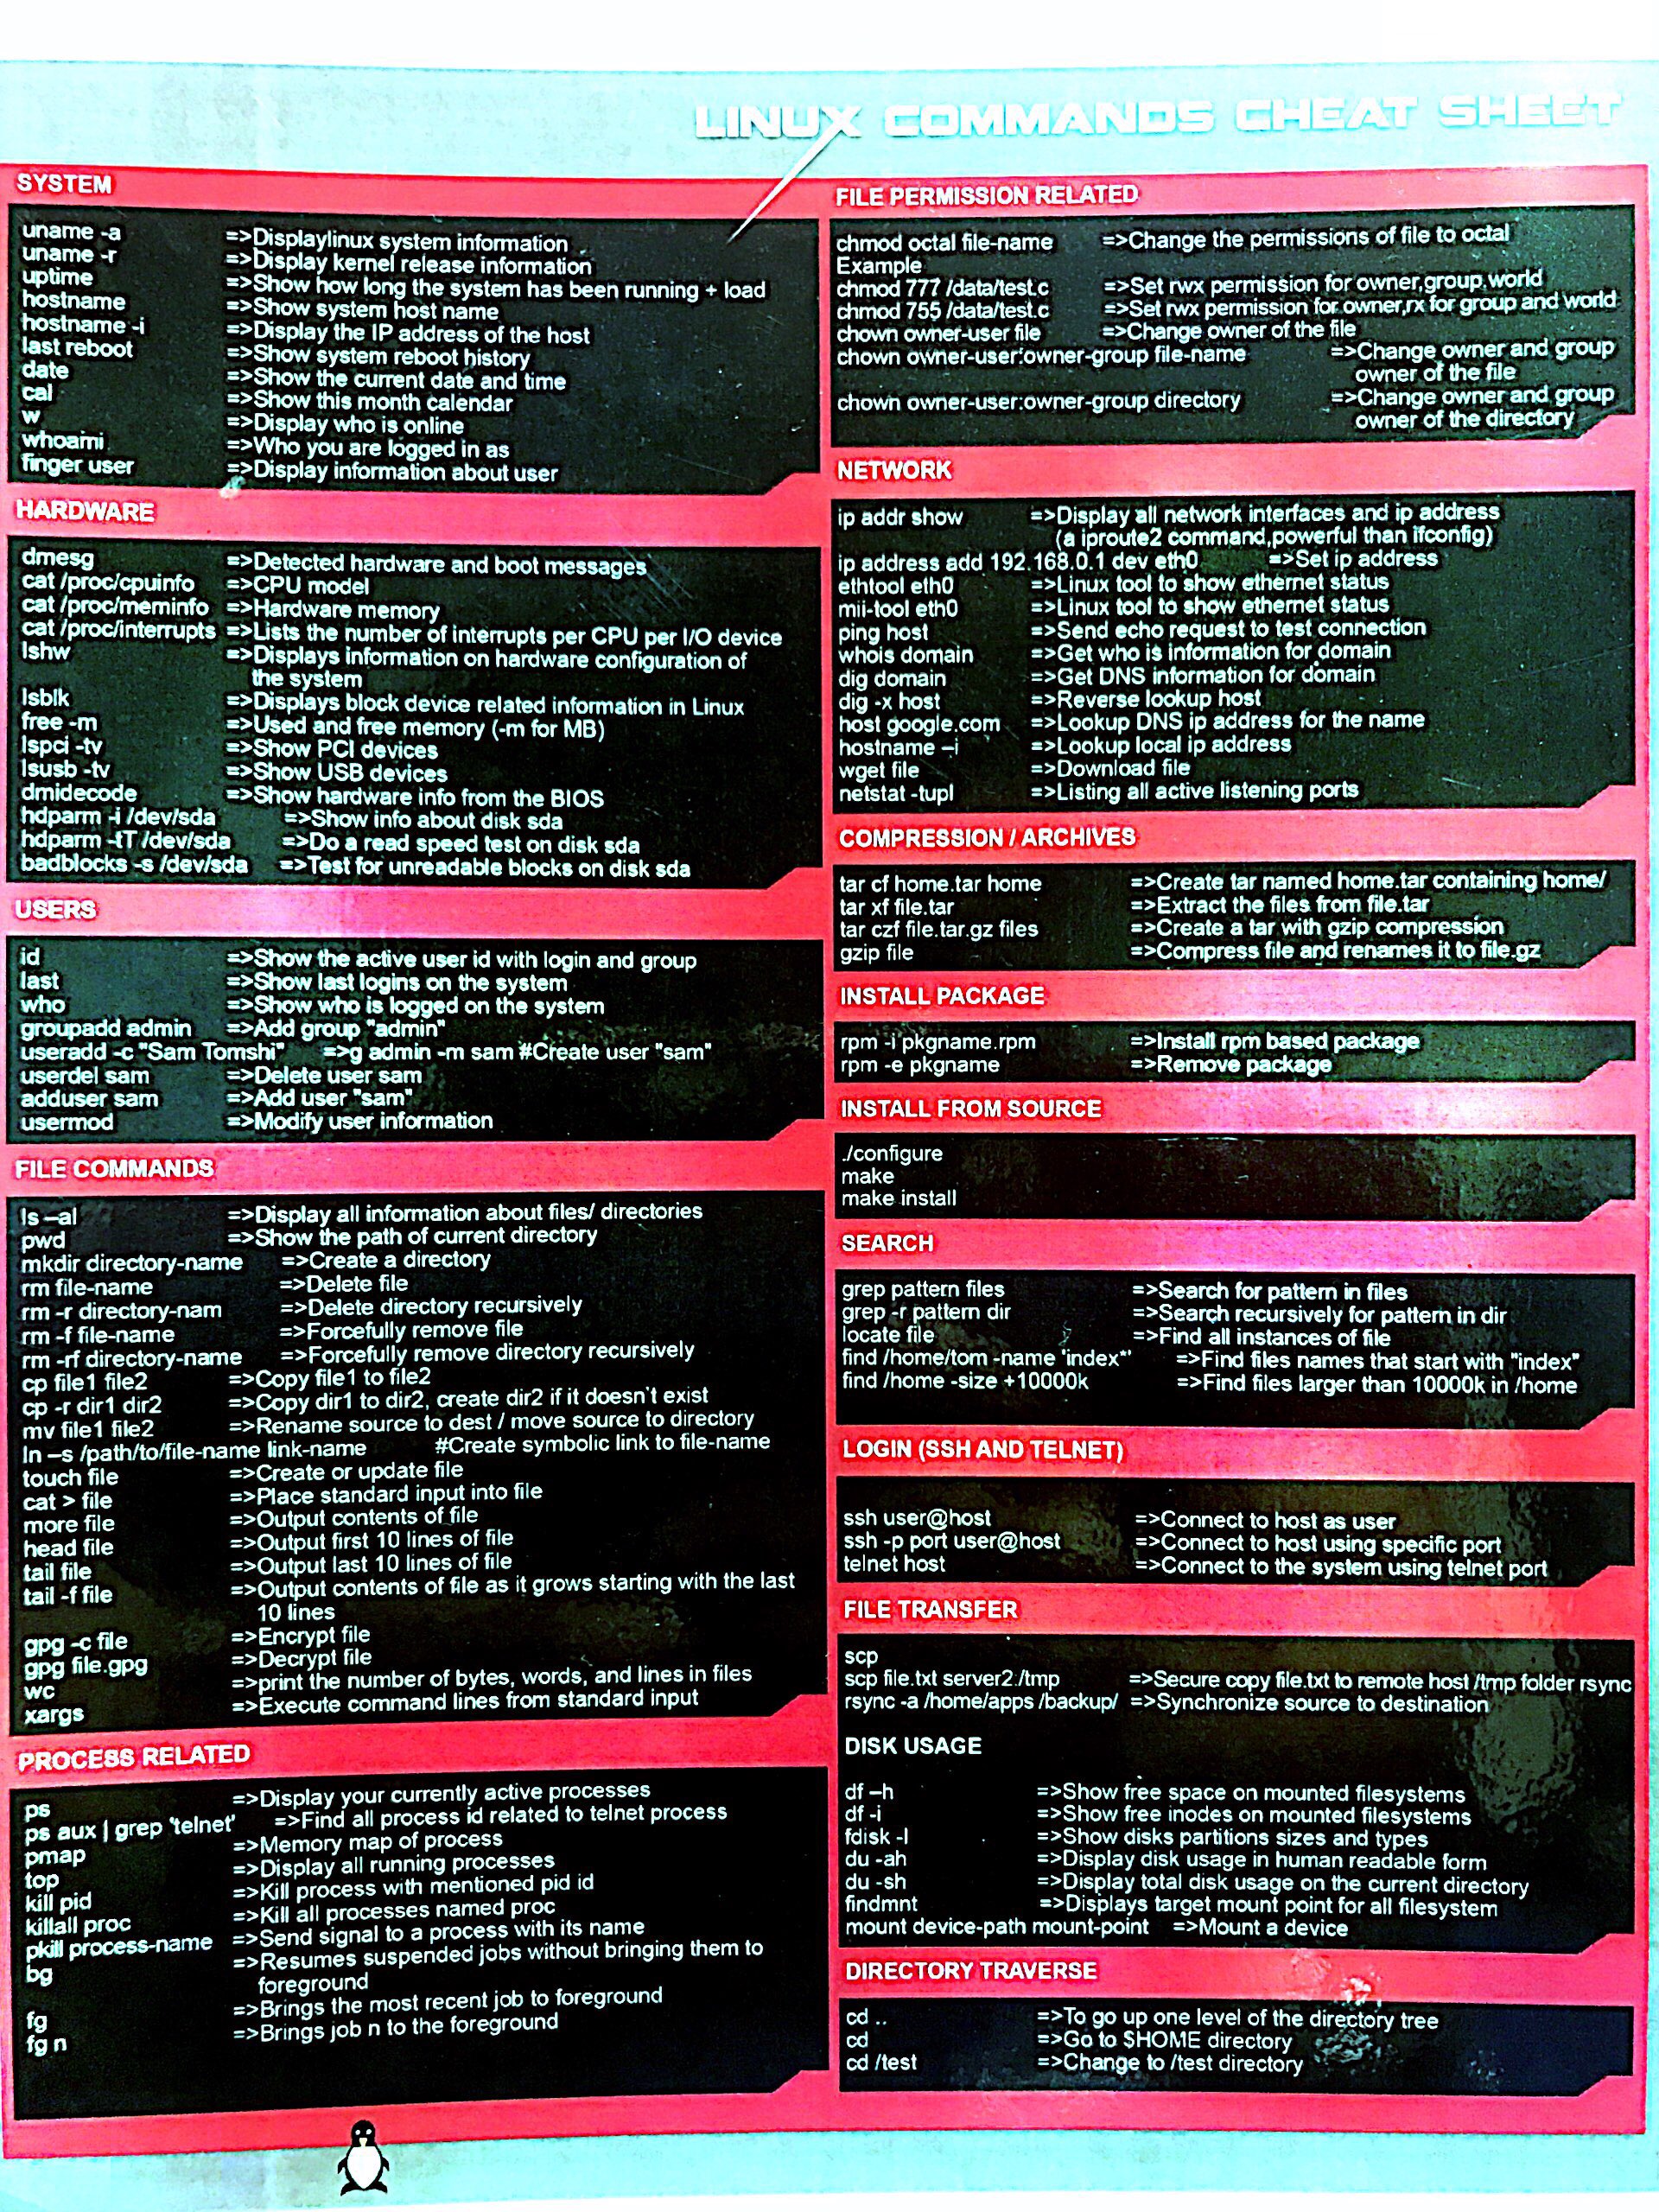 LINUX COMMANDS CHEAT SHEET
SYSTEM
uname -a =>Displaylinux system information
uname -r =>Display kernel release information
uptime =>Show how long the system has been running + load
hostname =>Show system host name
hostname -i =>Display the IP address of the host
last reboot =>Show system reboot history
date =>Show the current date and time
cal =>Show this month calendar
w =>Display who is online
whoami =>Who you are logged in as
finger user =>Display information about user
HARDWARE
dmesg =>Detected hardware and boot messages
cat /proc/cpuinfo =>CPU model
cat /proc/meminfo =>Hardware memory
cat /proc/interrupts =>Lists the number of interrupts per CPU per I/O device
lshw =>Displays information on hardware configuration of
the system
lsblk =>Displays block device related information in Linux
free -m =>Used and free memory (-m for MB)
lspci -tv =>Show PCI devices
lsusb -tv =>Show USB devices
dmidecode =>Show hardware info from the BIOS
hdparm -i /dev/sda =>Show info about disk sda
hdparm -tT /dev/sda =>Do a read speed test on disk sda
badblocks -s /dev/sda =>Test for unreadable blocks on disk sda
USERS
id =>Show the active user id with login and group
last =>Show last logins on the system
who =>Show who is logged on the system
groupadd admin =>Add group "admin"
useradd -c "Sam Tomshi" =>g admin -m sam #Create user "sam"
userdel sam =>Delete user sam
adduser sam =>Add user "sam"
usermod =>Modify user information
FILE COMMANDS
ls –al =>Display all information about files/ directories
pwd =>Show the path of current directory
mkdir directory-name =>Create a directory
rm file-name =>Delete file
rm -r directory-nam =>Delete directory recursively
rm -f file-name =>Forcefully remove file
rm -rf directory-name =>Forcefully remove directory recursively
cp file1 file2 =>Copy file1 to file2
cp -r dir1 dir2 =>Copy dir1 to dir2, create dir2 if it doesn't exist
mv file1 file2 =>Rename source to dest / move source to directory
ln –s /path/to/file-name link-name #Create symbolic link to file-name
touch file =>Create or update file
cat > file =>Place standard input into file
more file =>Output contents of file
head file =>Output first 10 lines of file
tail file =>Output last 10 lines of file
tail -f file =>Output contents of file as it grows starting with the last
10 lines
gpg -c file =>Encrypt file
gpg file.gpg =>Decrypt file
wc =>print the number of bytes, words, and lines in files
xargs =>Execute command lines from standard input
PROCESS RELATED
ps =>Display your currently active processes
ps aux | grep 'telnet' =>Find all process id related to telnet process
pmap =>Memory map of process
top =>Display all running processes
kill pid =>Kill process with mentioned pid id
killall proc =>Kill all processes named proc
pkill process-name =>Send signal to a process with its name
bg =>Resumes suspended jobs without bringing them to
foreground
fg =>Brings the most recent job to foreground
fg n =>Brings job n to the foreground
FILE PERMISSION RELATED
chmod octal file-name =>Change the permissions of file to octal
Example
chmod 777 /data/test.c =>Set rwx permission for owner,group,world
chmod 755 /data/test.c =>Set rwx permission for owner,rx for group and world
chown owner-user file =>Change owner of the file
chown owner-user:owner-group file-name =>Change owner and group
owner of the file
chown owner-user:owner-group directory =>Change owner and group
owner of the directory
NETWORK
ip addr show =>Display all network interfaces and ip address
(a iproute2 command,powerful than ifconfig)
ip address add 192.168.0.1 dev eth0 =>Set ip address
ethtool eth0 =>Linux tool to show ethernet status
mii-tool eth0 =>Linux tool to show ethernet status
ping host =>Send echo request to test connection
whois domain =>Get who is information for domain
dig domain =>Get DNS information for domain
dig -x host =>Reverse lookup host
host google.com =>Lookup DNS ip address for the name
hostname –i =>Lookup local ip address
wget file =>Download file
netstat -tupl =>Listing all active listening ports
COMPRESSION / ARCHIVES
tar cf home.tar home =>Create tar named home.tar containing home/
tar xf file.tar =>Extract the files from file.tar
tar czf file.tar.gz files =>Create a tar with gzip compression
gzip file =>Compress file and renames it to file.gz
INSTALL PACKAGE
rpm -i pkgname.rpm =>Install rpm based package
rpm -e pkgname =>Remove package
INSTALL FROM SOURCE
./configure
make
make install
SEARCH
grep pattern files =>Search for pattern in files
grep -r pattern dir =>Search recursively for pattern in dir
locate file =>Find all instances of file
find /home/tom -name 'index*' =>Find files names that start with "index"
find /home -size +10000k =>Find files larger than 10000k in /home
LOGIN (SSH AND TELNET)
ssh user@host =>Connect to host as user
ssh -p port user@host =>Connect to host using specific port
telnet host =>Connect to the system using telnet port
FILE TRANSFER
scp
scp file.txt server2:/tmp =>Secure copy file.txt to remote host /tmp folder rsync
rsync -a /home/apps /backup/ =>Synchronize source to destination
DISK USAGE
df –h =>Show free space on mounted filesystems
df -i =>Show free inodes on mounted filesystems
fdisk -l =>Show disks partitions sizes and types
du -ah =>Display disk usage in human readable form
du -sh =>Display total disk usage on the current directory
findmnt =>Displays target mount point for all filesystem
mount device-path mount-point =>Mount a device
DIRECTORY TRAVERSE
cd .. =>To go up one level of the directory tree
cd =>Go to $HOME directory
cd /test =>Change to /test directory